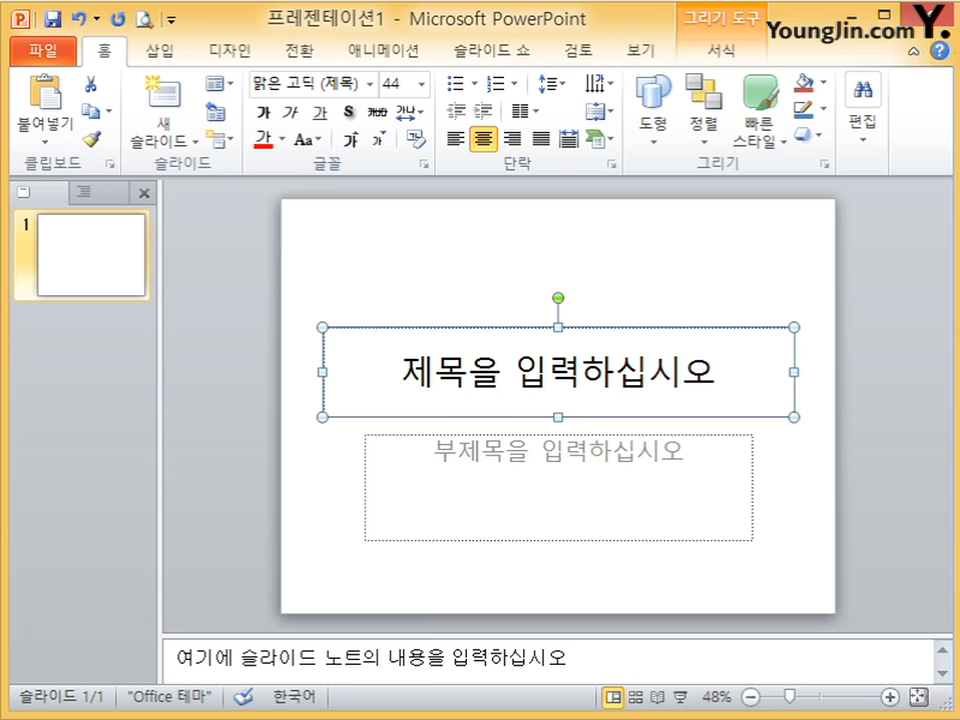 프레젠테이션1 - Microsoft PowerPoint
그리기 도구
YoungJin.com Y.
파일 홈 삽입 디자인 전환 애니메이션 슬라이드 쇼 검토 보기 서식
맑은 고딕 (제목) 44
붙여넣기
새
슬라이드
가 가 가 S 가나
가 Aa 가 가
도형 정렬 빠른
스타일
편집
클립보드 슬라이드 글꼴 단락 그리기
1
제목을 입력하십시오
부제목을 입력하십시오
여기에 슬라이드 노트의 내용을 입력하십시오
슬라이드 1/1 "Office 테마" 한국어 48%